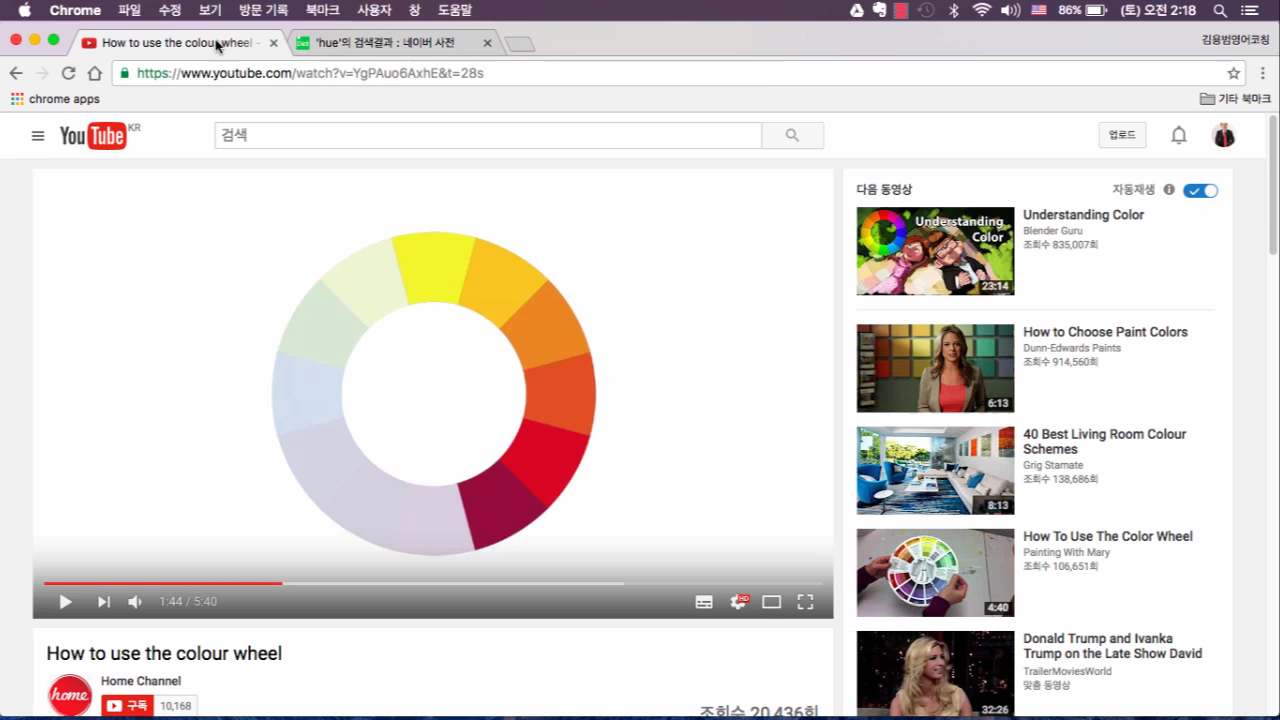 Chrome 파일 수정 보기 방문 기록 북마크 사용자 창 도움말 86% (토) 오전 2:18
How to use the colour wheel - 'hue'의 검색결과 : 네이버 사전 김용범영어코칭
https://www.youtube.com/watch?v=YgPAuo6AxhE&t=28s
chrome apps 기타 북마크
YouTube KR 검색 업로드
다음 동영상 자동재생
Understanding Color
Understanding Color
Blender Guru
조회수 835,007회
23:14
How to Choose Paint Colors
Dunn-Edwards Paints
조회수 914,560회
6:13
40 Best Living Room Colour
Schemes
Grig Stamate
조회수 138,686회
8:13
How To Use The Color Wheel
Painting With Mary
조회수 106,651회
4:40
Donald Trump and Ivanka
Trump on the Late Show David
TrailerMoviesWorld
맞춤 동영상
32:26
1:44 / 5:40 HD
How to use the colour wheel
home Home Channel
구독 10,168
조회수 20,436회